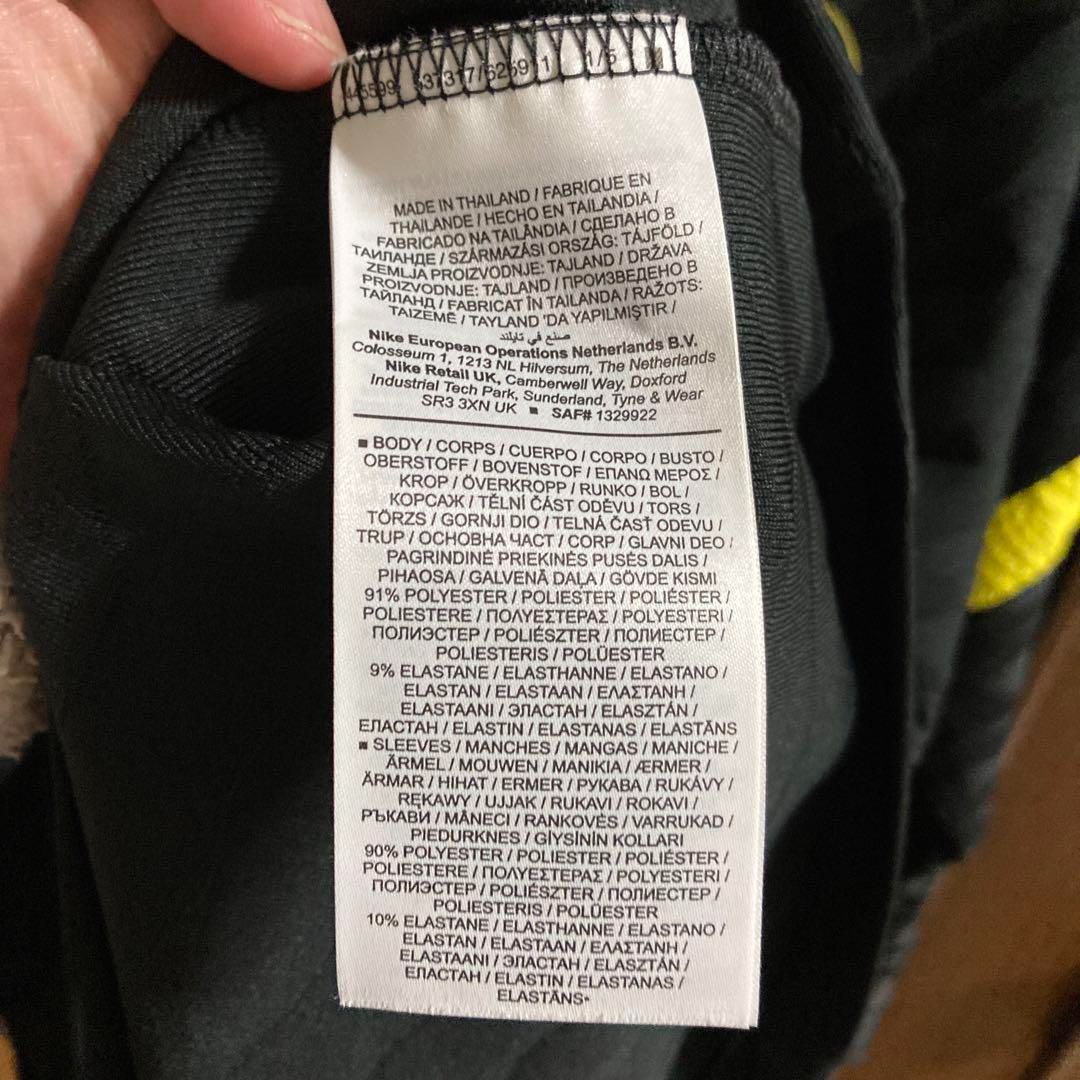 1/5
MADE IN THAILAND / FABRIQUE EN
THAILANDE / HECHO EN TAILANDIA /
FABRICADO NA TAILÂNDIA / СДЕЛАНО В
ТАИЛАНДЕ / SZÁRMAZÁSI ORSZÁG: TÁJFÖLD /
ZEMLJA PROIZVODNJE: TAJLAND / DRŽAVA
PROIZVODNJE: TAJLAND / ПРОИЗВЕДЕНО В
ТАЙЛАНД / FABRICAT ÎN TAILANDA / RAŽOTS:
TAIZEMĒ / TAYLAND 'DA YAPILMIŞTIR /
صنع في تايلند
Nike European Operations Netherlands B.V.
Colosseum 1, 1213 NL Hilversum, The Netherlands
Nike Retail UK, Camberwell Way, Doxford
Industrial Tech Park, Sunderland, Tyne & Wear
SR3 3XN UK ■ SAF# 1329922
■ BODY / CORPS / CUERPO / CORPO / BUSTO /
OBERSTOFF / BOVENSTOF / ΕΠΑΝΩ ΜΕΡΟΣ /
KROP / ÖVERKROPP / RUNKO / BOL /
КОРСАЖ / TĚLNÍ ČÁST ODĚVU / TORS /
TÖRZS / GORNJI DIO / TELNÁ ČASŤ ODEVU /
TRUP / ОСНОВНА ЧАСТ / CORP / GLAVNI DEO /
PAGRINDINĖ PRIEKINĖS PUSĖS DALIS /
PIHAOSA / GALVENĀ DAĻA / GÖVDE KISMI
91% POLYESTER / POLIESTER / POLIÉSTER /
POLIESTERE / ΠΟΛΥΕΣΤΕΡΑΣ / POLYESTERI /
ПОЛИЭСТЕР / POLIÉSZTER / ПОЛИЕСТЕР /
POLIESTERIS / POLÜESTER
9% ELASTANE / ELASTHANNE / ELASTANO /
ELASTAN / ELASTAAN / ΕΛΑΣΤΑΝΗ /
ELASTAANI / ЭЛАСТАН / ELASZTÁN /
ЕЛАСТАН / ELASTIN / ELASTANAS / ELASTĀNS
■ SLEEVES / MANCHES / MANGAS / MANICHE /
ÄRMEL / MOUWEN / MANIKIA / ÆRMER /
ÄRMAR / HIHAT / ERMER / РУКАВА / RUKÁVY /
RĘKAWY / UJJAK / RUKAVI / ROKAVI /
РЪКАВИ / MÂNECI / RANKOVĖS / VARRUKAD /
PIEDURKNES / GİYSİNİN KOLLARI
90% POLYESTER / POLIESTER / POLIÉSTER /
POLIESTERE / ΠΟΛΥΕΣΤΕΡΑΣ / POLYESTERI /
ПОЛИЭСТЕР / POLIÉSZTER / ПОЛИЕСТЕР /
POLIESTERIS / POLÜESTER
10% ELASTANE / ELASTHANNE / ELASTANO /
ELASTAN / ELASTAAN / ΕΛΑΣΤΑΝΗ /
ELASTAANI / ЭЛАСТАН / ELASZTÁN /
ЕЛАСТАН / ELASTIN / ELASTANAS /
ELASTĀNS•